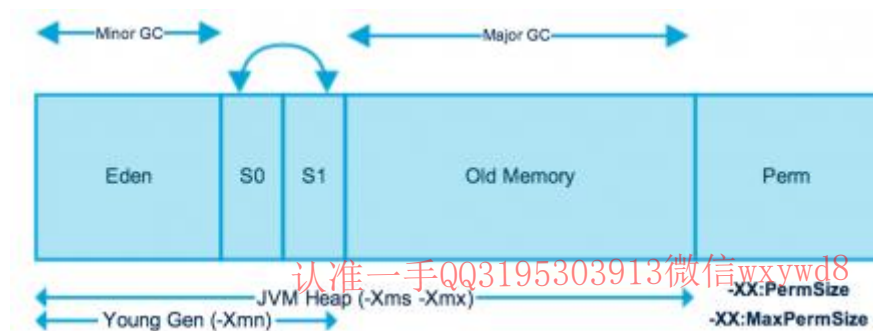 Minor GC
Major GC
Eden
S0
S1
Old Memory
Perm
认准一手QQ3195303913微信wxywd8
JVM Heap (-Xms -Xmx)
-XX:PermSize
Young Gen (-Xmn)
-XX:MaxPermSize